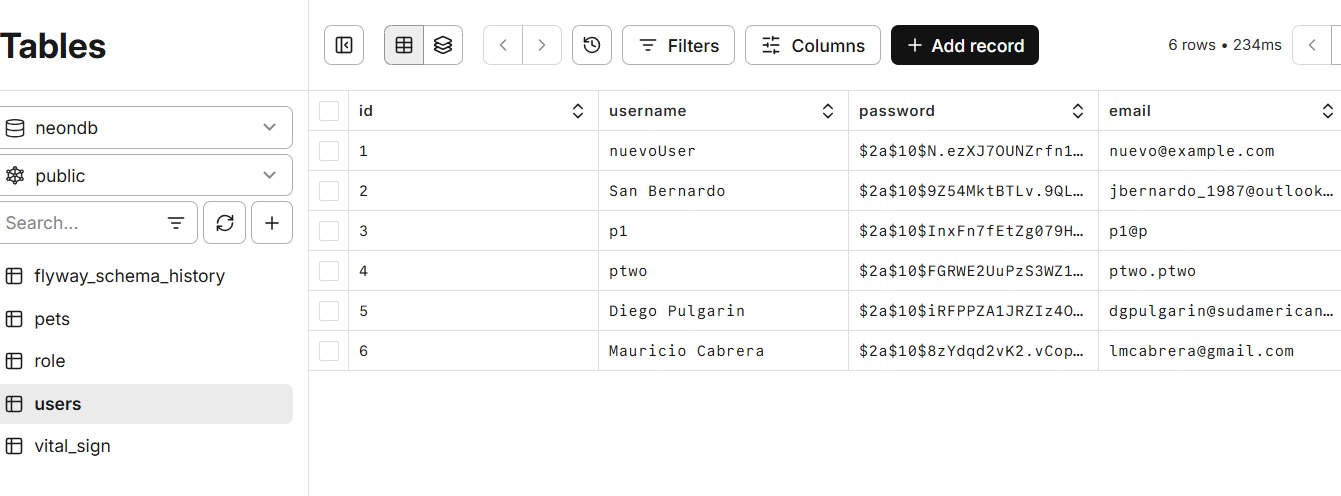 Tables
neondb
public
Search...
flyway_schema_history
pets
role
users
vital_sign
Filters Columns + Add record 6 rows • 234ms
id username password email
1 nuevoUser $2a$10$N.ezXJ7OUNZrfn1… nuevo@example.com
2 San Bernardo $2a$10$9Z54MktBTLv.9QL… jbernardo_1987@outlook…
3 p1 $2a$10$InxFn7fEtZg079H… p1@p
4 ptwo $2a$10$FGRWE2UuPzS3WZ1… ptwo.ptwo
5 Diego Pulgarin $2a$10$iRFPPZA1JRZIz4O… dgpulgarin@sudamerican…
6 Mauricio Cabrera $2a$10$8zYdqd2vK2.vCop… lmcabrera@gmail.com